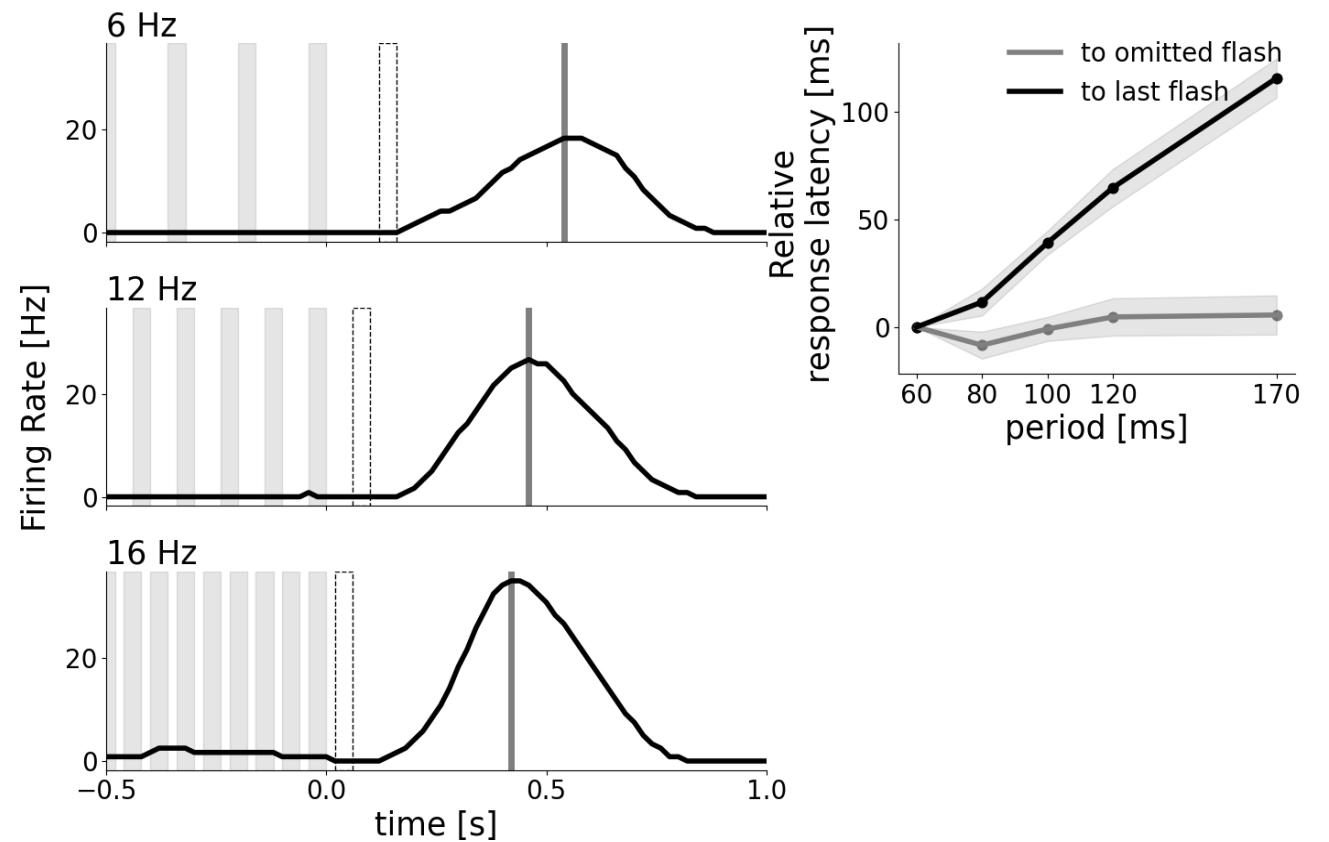 6 Hz
20
0
12 Hz
20
0
16 Hz
20
0
−0.5 0.0 0.5 1.0
time [s]
Firing Rate [Hz]
to omitted flash
to last flash
100
50
0
60 80 100 120 170
period [ms]
Relative
response latency [ms]